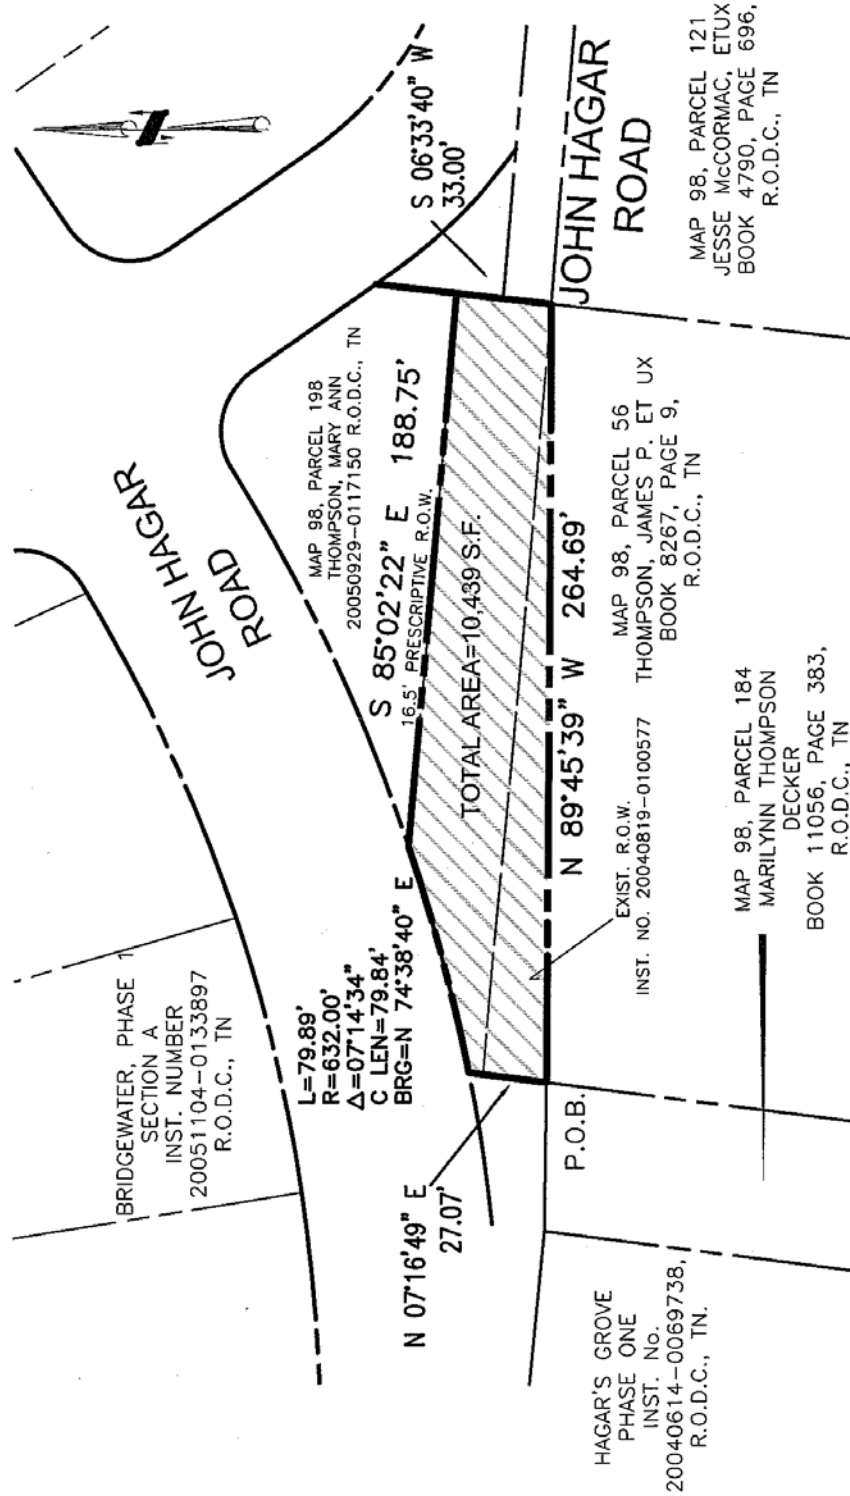 BRIDGEWATER, PHASE 1
SECTION A
INST. NUMBER
20051104-0133897
R.O.D.C., TN
JOHN HAGAR
ROAD
S 06°33'40" W
33.00'
MAP 98, PARCEL 198
THOMPSON, MARY ANN
20050929-0117150 R.O.D.C., TN
L=79.89'
R=632.00'
Δ=07°14'34"
C LEN=79.84'
BRG=N 74°38'40" E
S 85°02'22" E 188.75'
16.5' PRESCRIPTIVE R.O.W.
TOTAL AREA=10,439 S.F.
N 07°16'49" E
27.07'
P.O.B.
N 89°45'39" W 264.69'
JOHN HAGAR
ROAD
EXIST. R.O.W.
INST. NO. 20040819-0100577
MAP 98, PARCEL 56
THOMPSON, JAMES P. ET UX
BOOK 8267, PAGE 9,
R.O.D.C., TN
MAP 98, PARCEL 121
JESSE McCORMAC, ETUX
BOOK 4790, PAGE 696,
R.O.D.C., TN
HAGAR'S GROVE
PHASE ONE
INST. No.
20040614-0069738,
R.O.D.C., TN.
MAP 98, PARCEL 184
MARILYNN THOMPSON
DECKER
BOOK 11056, PAGE 383,
R.O.D.C., TN